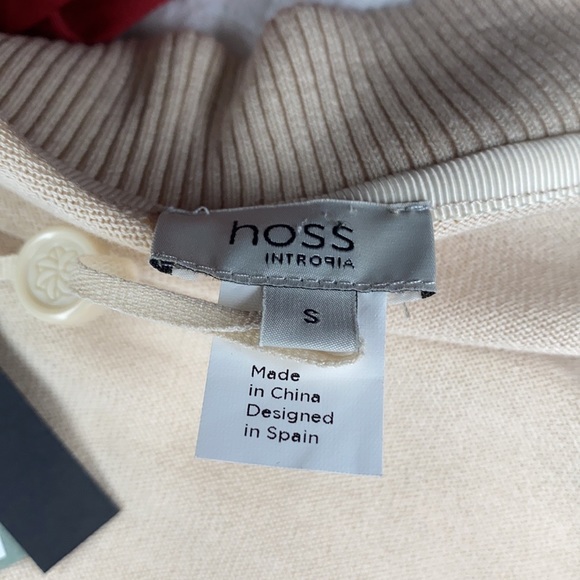 hoss
INTROPIA
S
Made
in China
Designed
in Spain